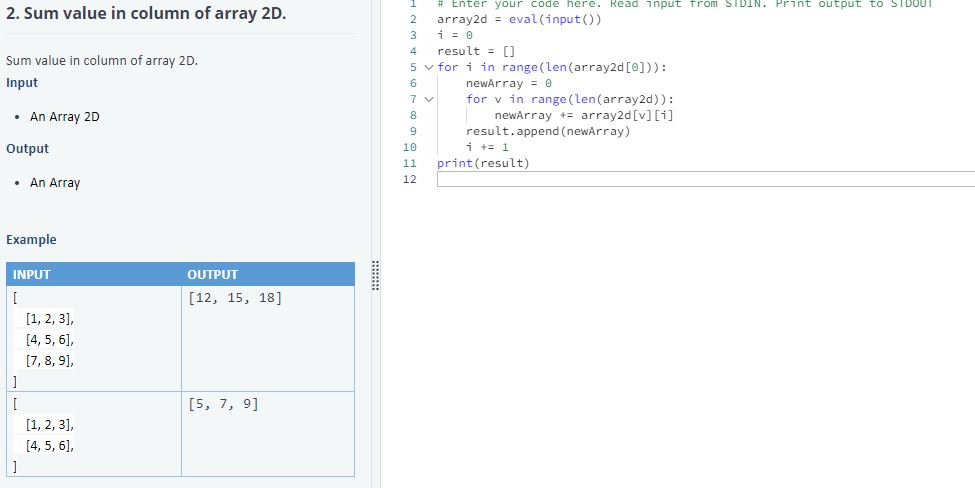 2. Sum value in column of array 2D.
Sum value in column of array 2D.
Input
• An Array 2D
Output
• An Array
Example
INPUT OUTPUT
[ [12, 15, 18]
[1, 2, 3],
[4, 5, 6],
[7, 8, 9],
]
[ [5, 7, 9]
[1, 2, 3],
[4, 5, 6],
]
1 # Enter your code here. Read input from STDIN. Print output to STDOUT
2 array2d = eval(input())
3 i = 0
4 result = []
5 for i in range(len(array2d[0])):
6 newArray = 0
7 for v in range(len(array2d)):
8 newArray += array2d[v][i]
9 result.append(newArray)
10 i += 1
11 print(result)
12